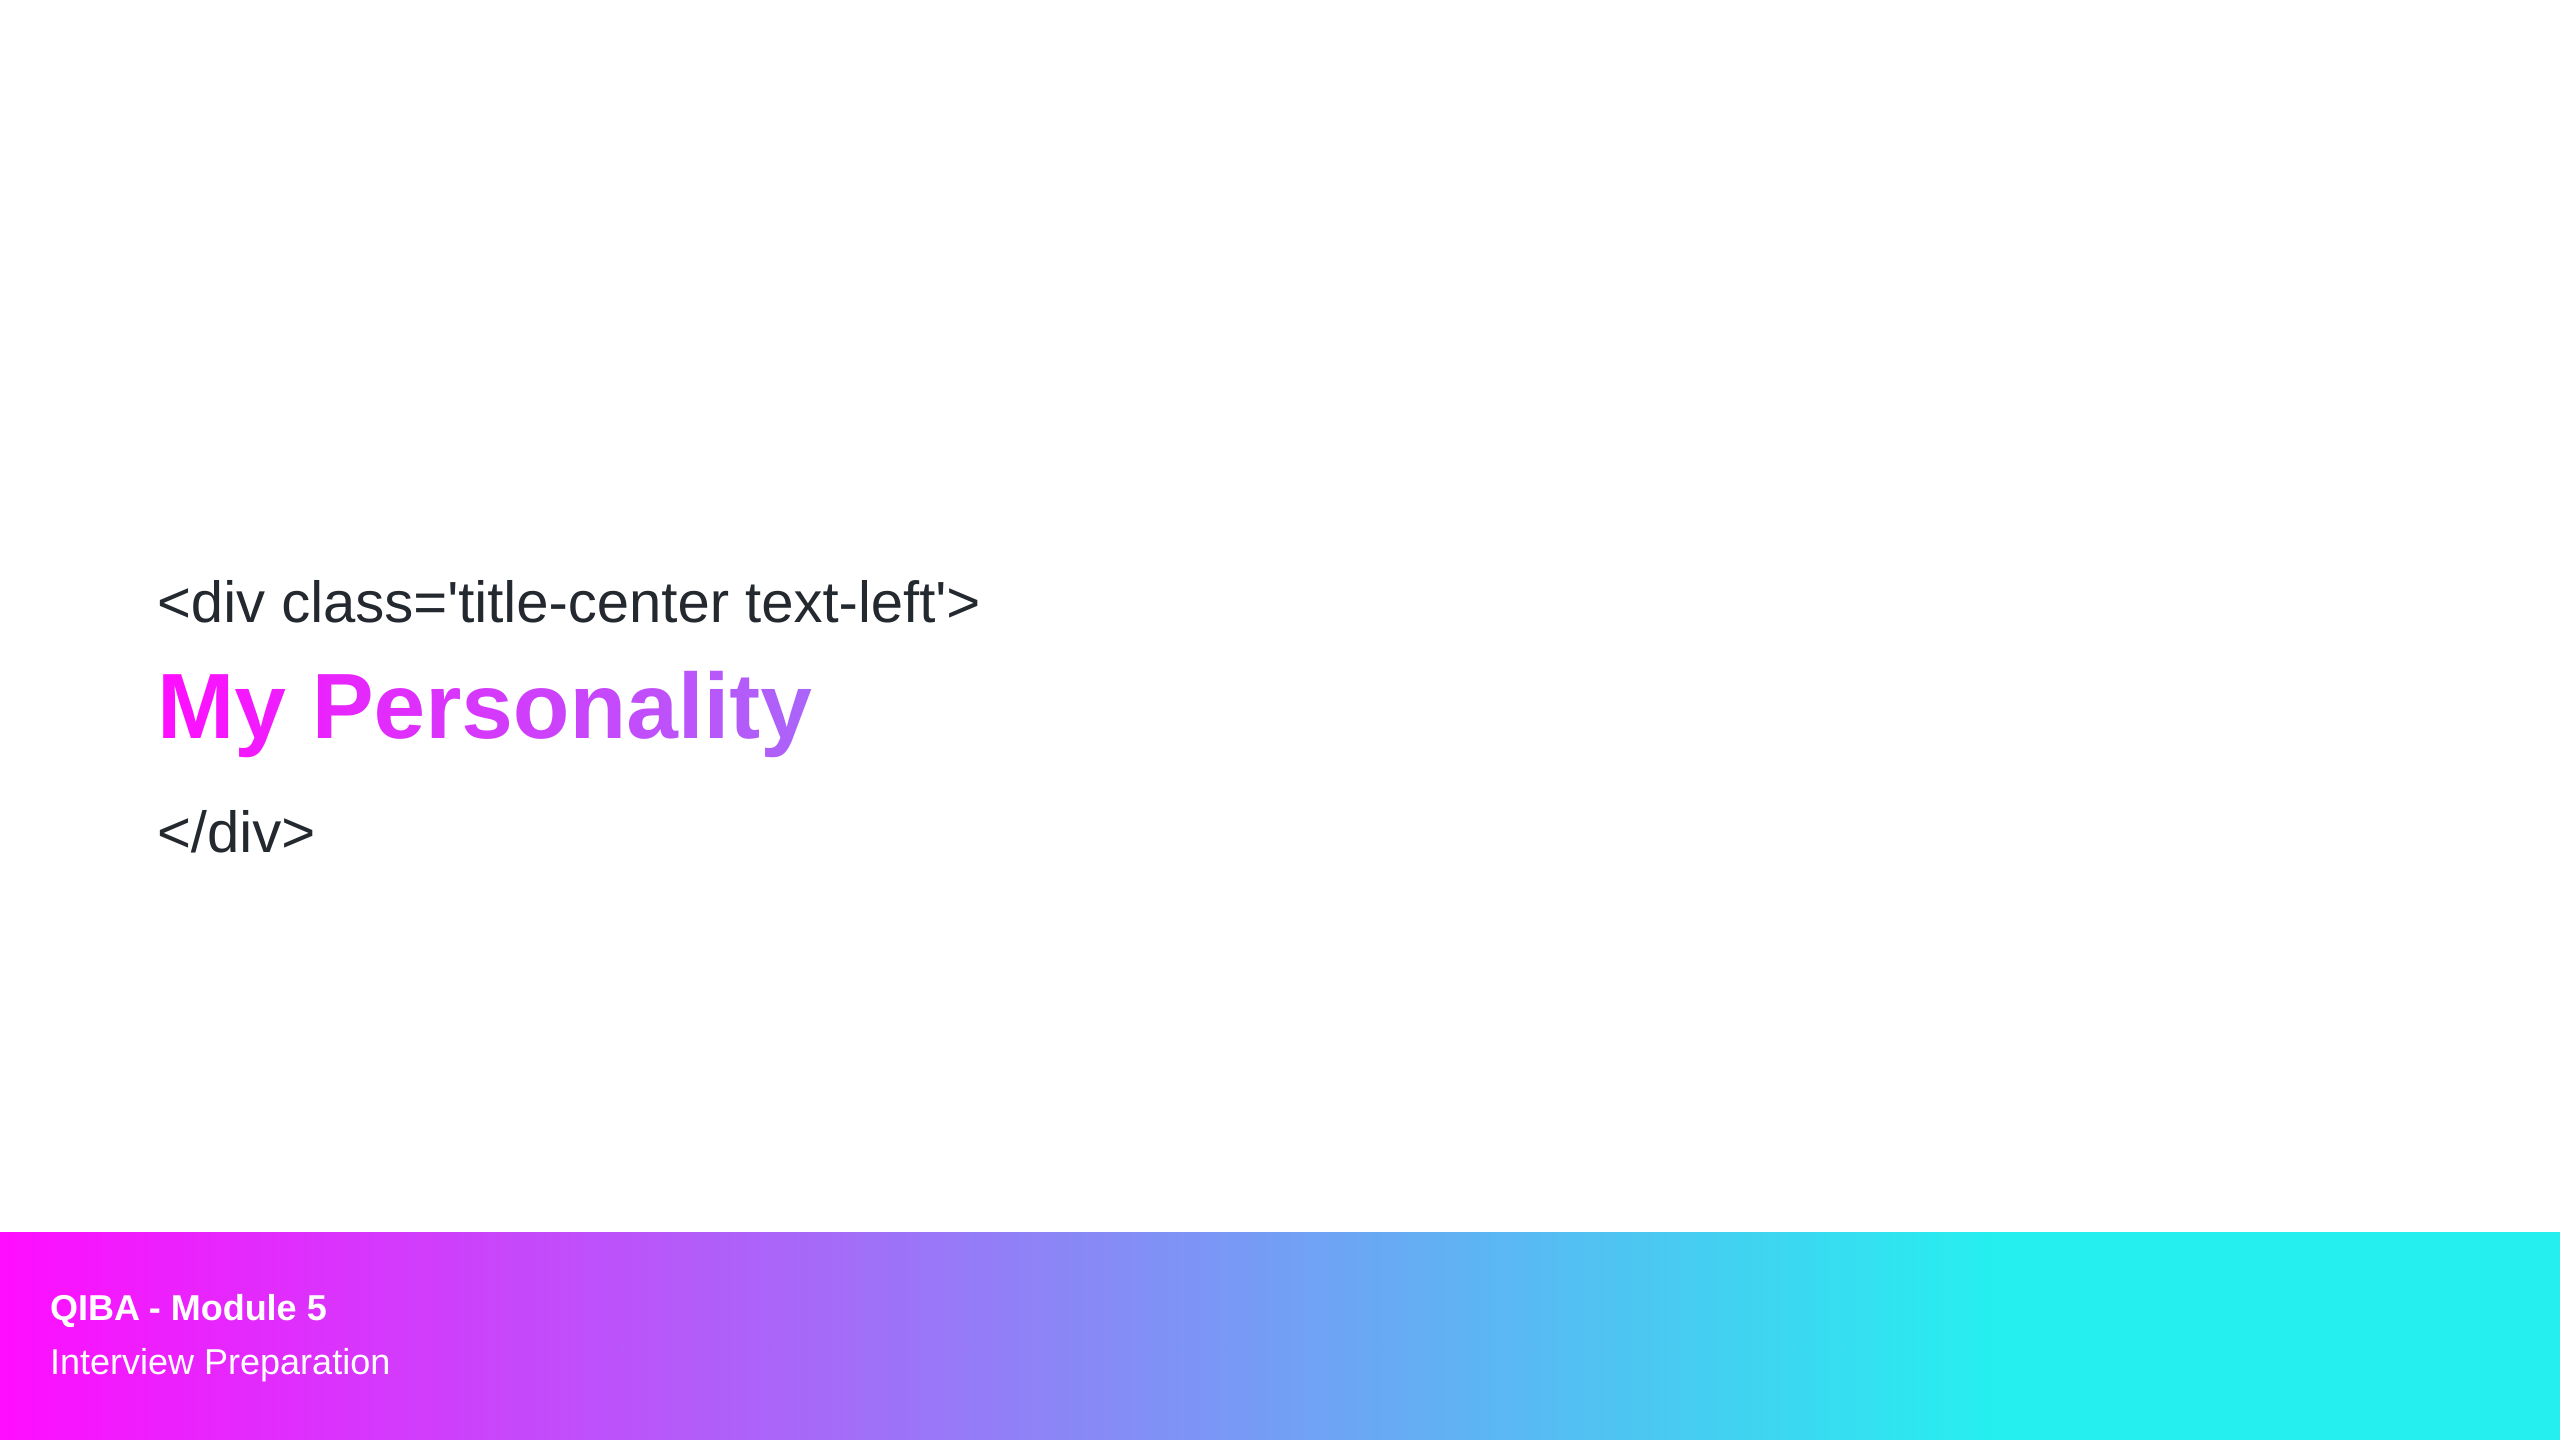 <div class='title-center text-left'>
My Personality
</div>
QIBA - Module 5
Interview Preparation